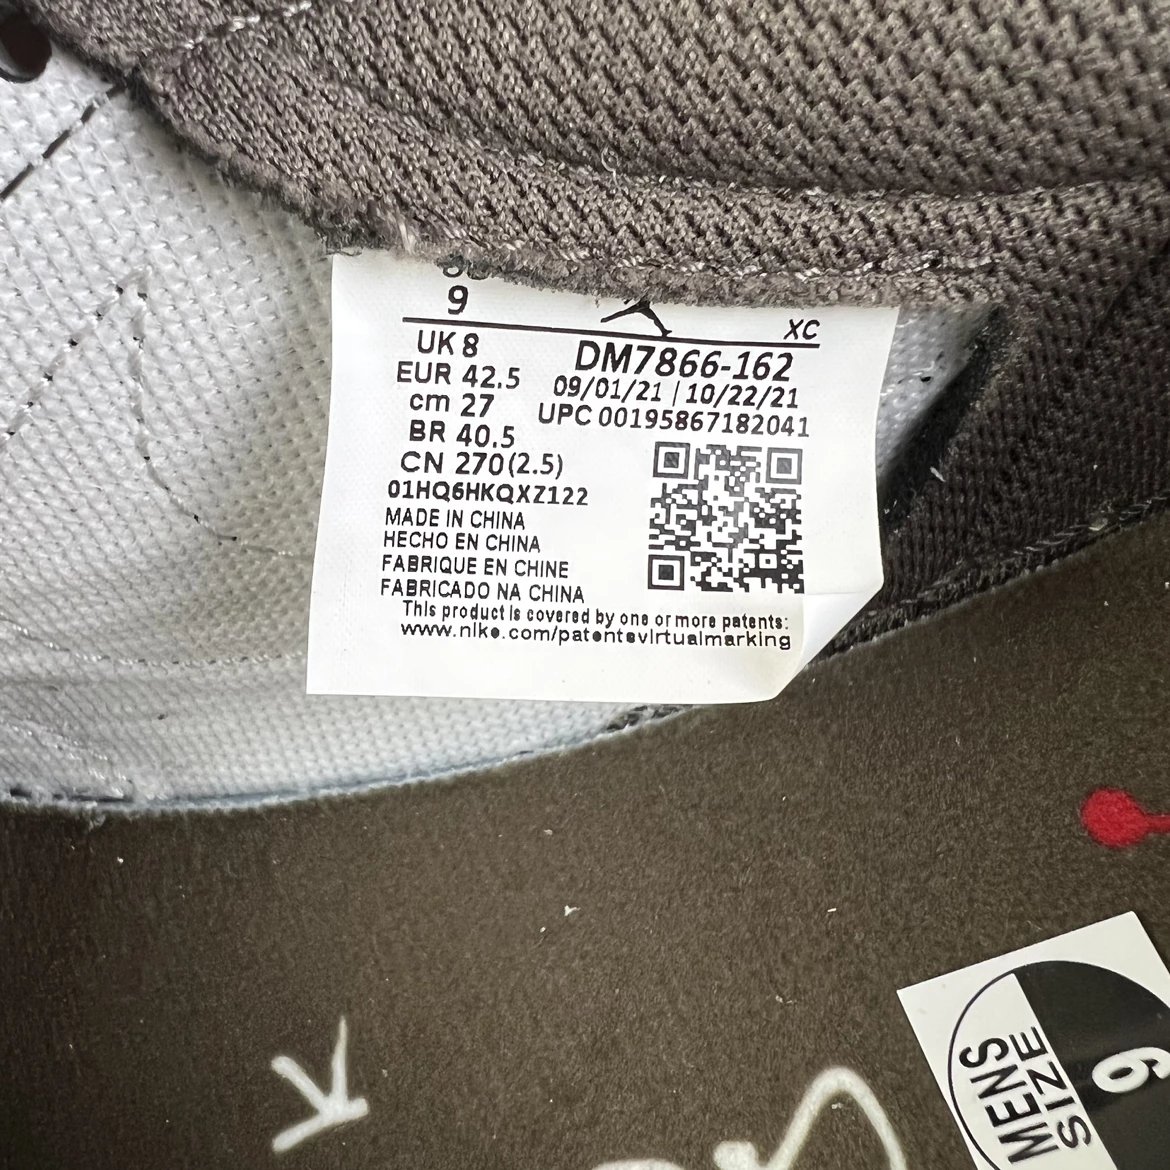 9
XC
UK 8
EUR 42.5
cm 27
BR 40.5
CN 270(2.5)
01HQ6HKQXZ122
DM7866-162
09/01/21 | 10/22/21
UPC 00195867182041
MADE IN CHINA
HECHO EN CHINA
FABRIQUE EN CHINE
FABRICADO NA CHINA
This product is covered by one or more patents:
www.nike.com/patentsvirtualmarking
MENS
SIZE
9